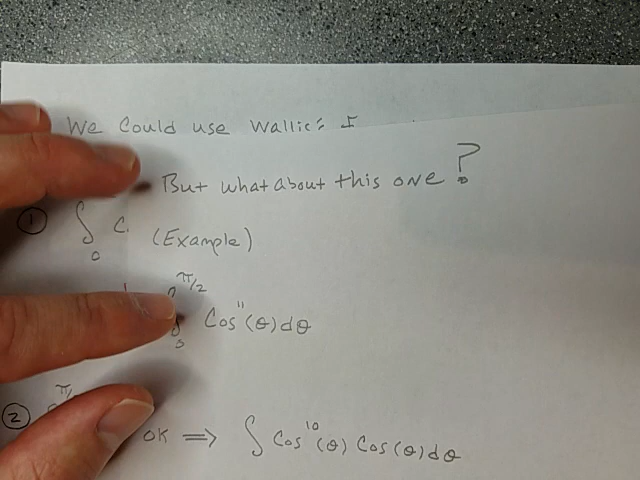 We Could use Wallic's I
But what about this one?
① ∫₀ C (Example)
∫₀^π/2 Cos¹¹(θ)dθ
② π/
OK ⇒ ∫ Cos¹⁰(θ) Cos(θ)dθ